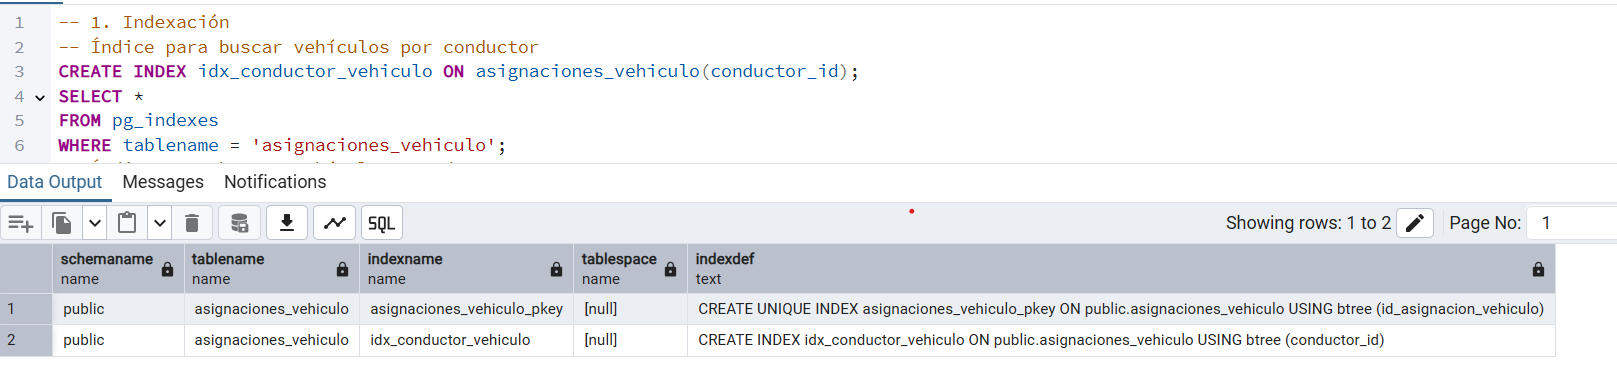 1 -- 1. Indexación
2 -- Índice para buscar vehículos por conductor
3 CREATE INDEX idx_conductor_vehiculo ON asignaciones_vehiculo(conductor_id);
4 SELECT *
5 FROM pg_indexes
6 WHERE tablename = 'asignaciones_vehiculo';
Data Output Messages Notifications
SQL Showing rows: 1 to 2 Page No: 1
schemaname tablename indexname tablespace indexdef
name name name name text
1 public asignaciones_vehiculo asignaciones_vehiculo_pkey [null] CREATE UNIQUE INDEX asignaciones_vehiculo_pkey ON public.asignaciones_vehiculo USING btree (id_asignacion_vehiculo)
2 public asignaciones_vehiculo idx_conductor_vehiculo [null] CREATE INDEX idx_conductor_vehiculo ON public.asignaciones_vehiculo USING btree (conductor_id)